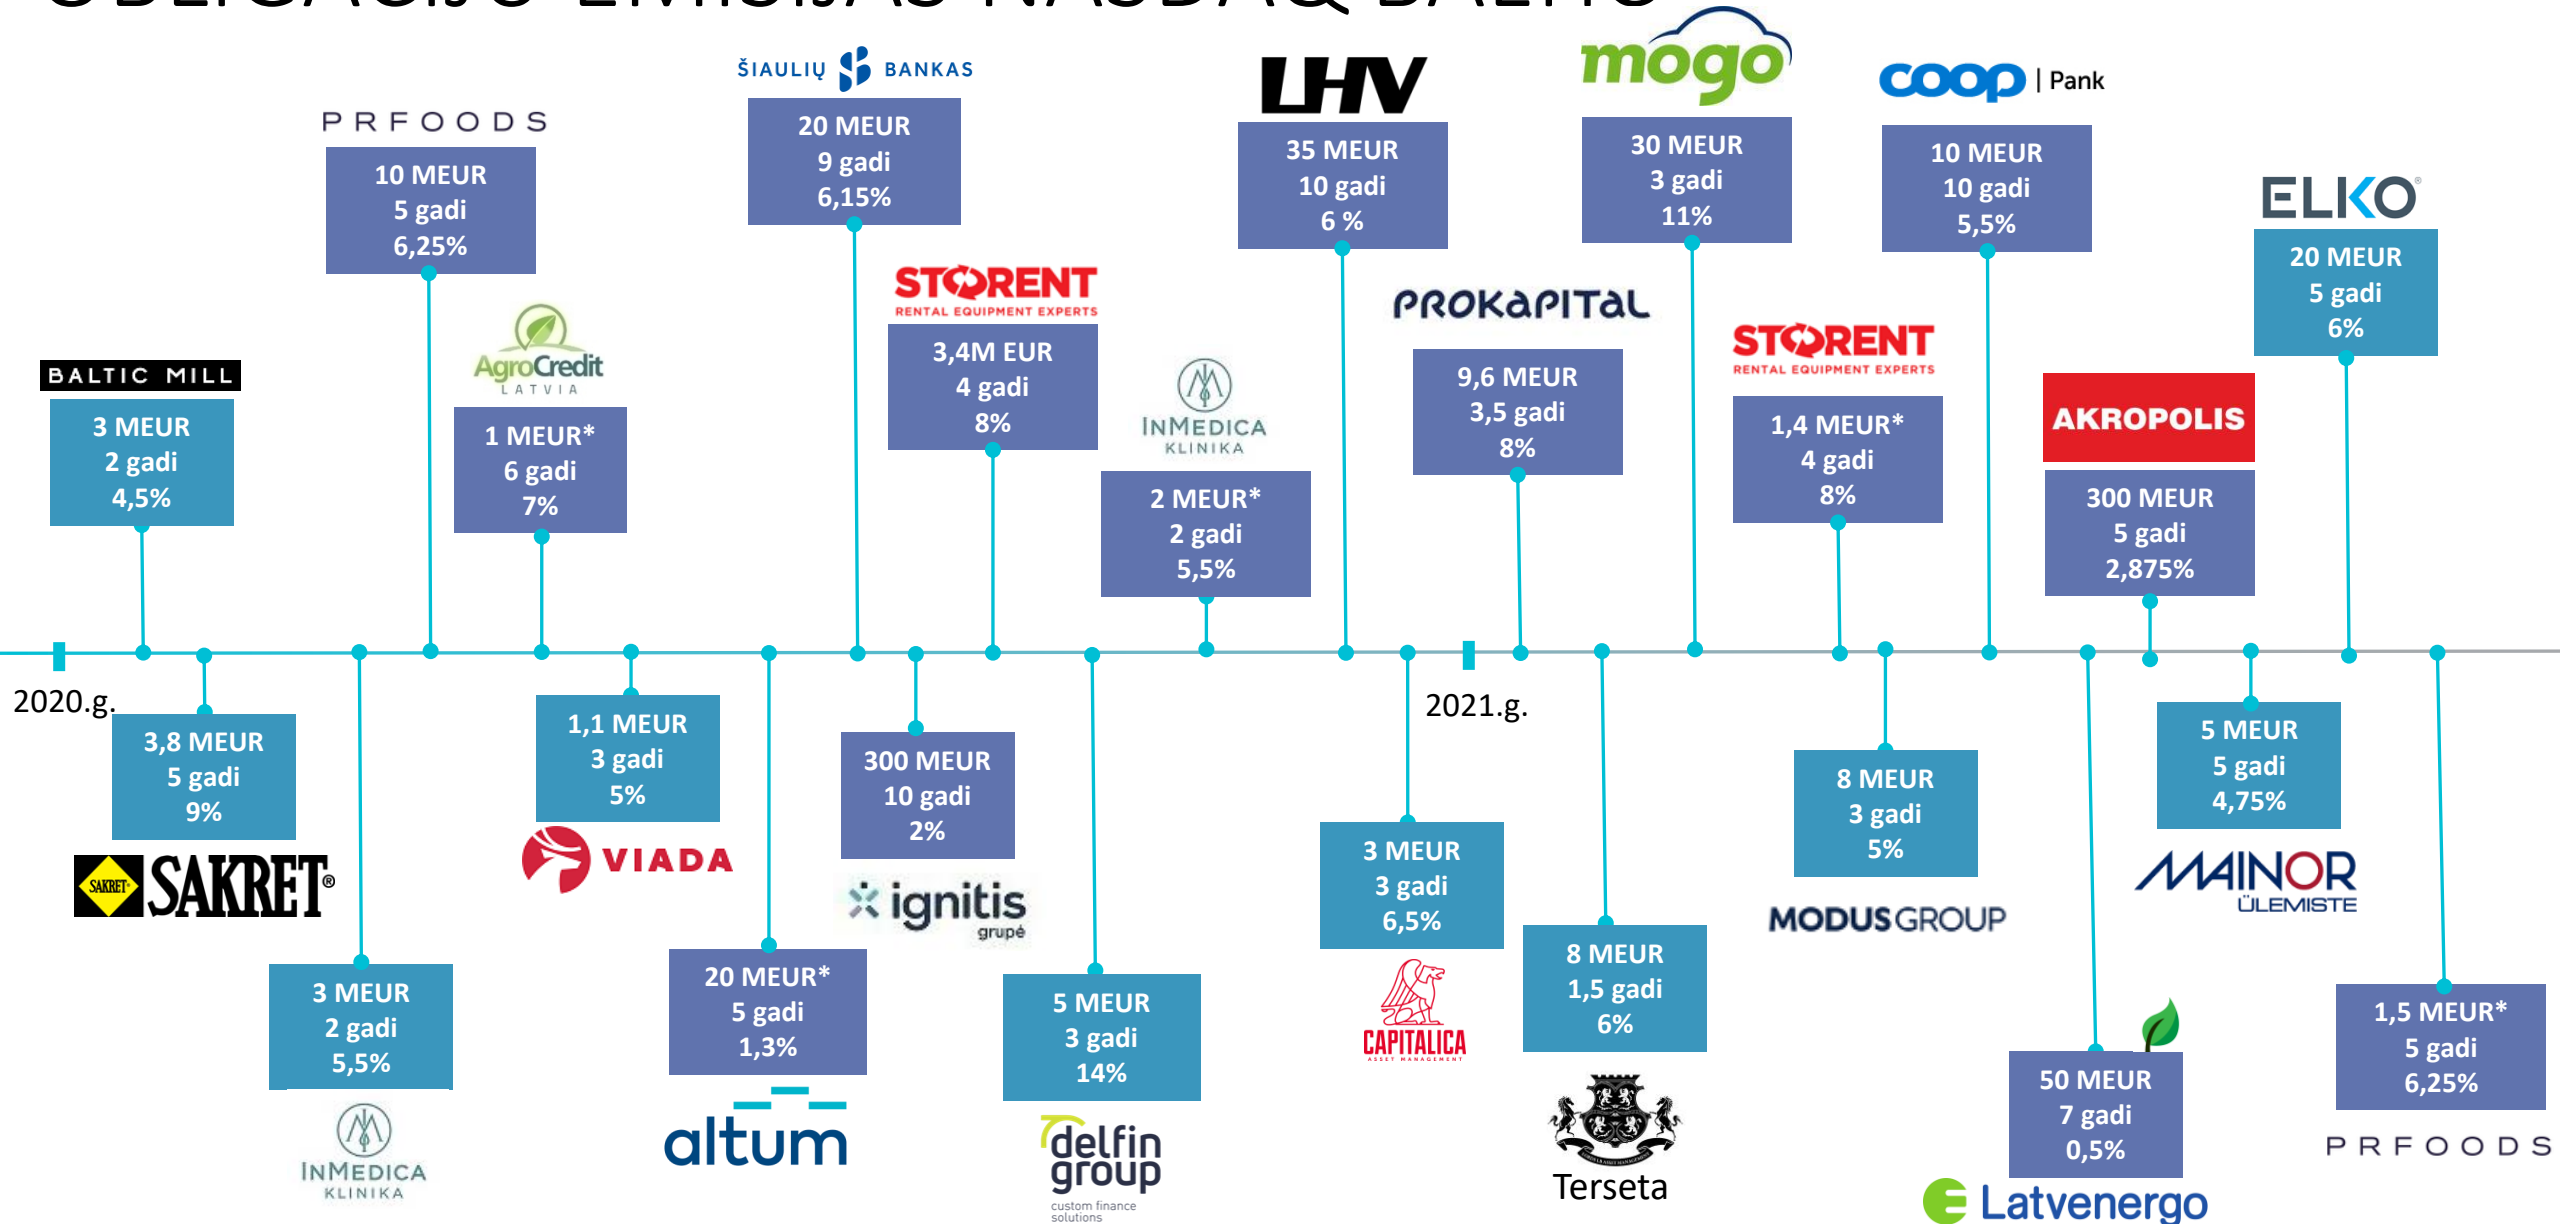 OBLIGĀCIJU EMISIJAS NASDAQ BALTIC
BALTIC MILL
3 MEUR
2 gadi
4,5%
PRFOODS
10 MEUR
5 gadi
6,25%
AgroCredit
LATVIA
1 MEUR*
6 gadi
7%
ŠIAULIŲ BANKAS
20 MEUR
9 gadi
6,15%
STORENT
RENTAL EQUIPMENT EXPERTS
3,4M EUR
4 gadi
8%
INMEDICA
KLINIKA
2 MEUR*
2 gadi
5,5%
LHV
35 MEUR
10 gadi
6 %
PROKAPITAL
9,6 MEUR
3,5 gadi
8%
mogo
30 MEUR
3 gadi
11%
STORENT
RENTAL EQUIPMENT EXPERTS
1,4 MEUR*
4 gadi
8%
coop | Pank
10 MEUR
10 gadi
5,5%
AKROPOLIS
300 MEUR
5 gadi
2,875%
ELKO®
20 MEUR
5 gadi
6%
2020.g.
2021.g.
3,8 MEUR
5 gadi
9%
SAKRET SAKRET®
3 MEUR
2 gadi
5,5%
INMEDICA
KLINIKA
1,1 MEUR
3 gadi
5%
VIADA
20 MEUR*
5 gadi
1,3%
altum
300 MEUR
10 gadi
2%
ignitis
grupė
5 MEUR
3 gadi
14%
delfin
group
custom finance
solutions
3 MEUR
3 gadi
6,5%
CAPITALICA
ASSET MANAGEMENT
8 MEUR
1,5 gadi
6%
Terseta
8 MEUR
3 gadi
5%
MODUS GROUP
50 MEUR
7 gadi
0,5%
Latvenergo
5 MEUR
5 gadi
4,75%
MAINOR
ÜLEMISTE
1,5 MEUR*
5 gadi
6,25%
PRFOODS